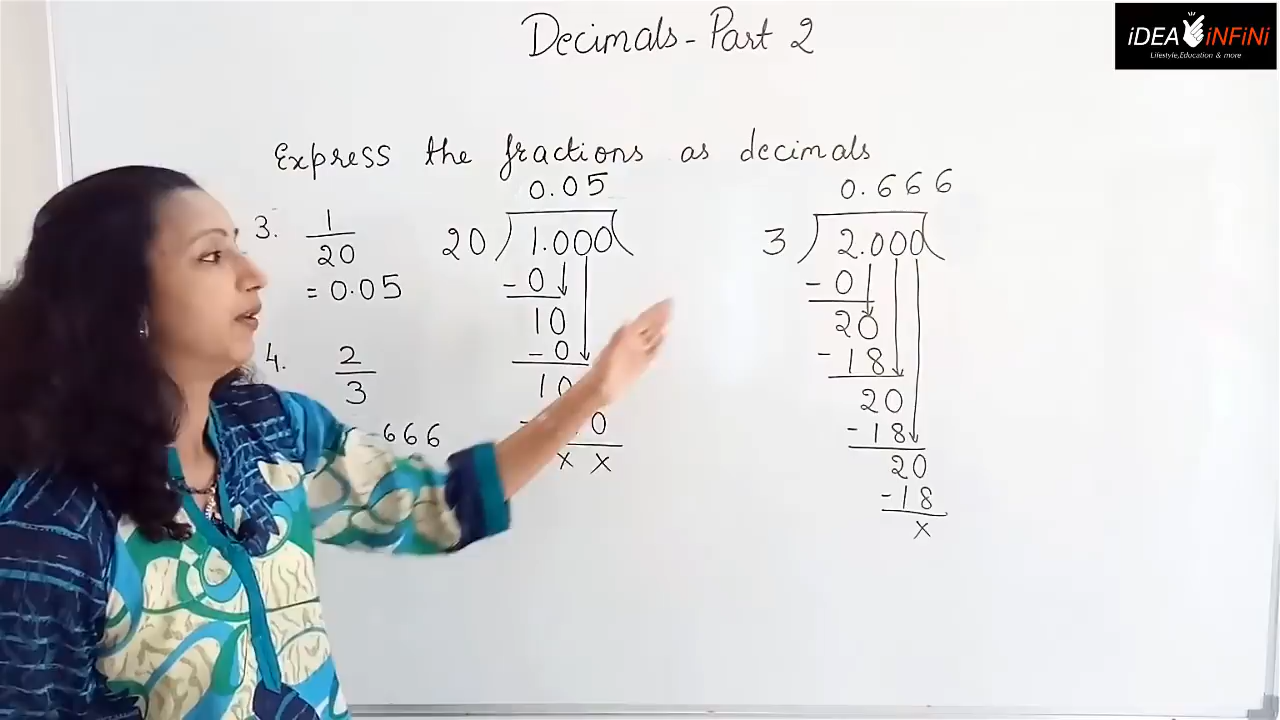 Decimals - Part 2
iDEA iNFiNi
Lifestyle,Education & more
Express the fractions as decimals
3. 1/20
= 0.05
4. 2/3
666
0.05
20 ) 1.000 (
- 0
10
- 0
10
0
x x
0.666
3 ) 2.000 (
- 0
20
- 18
20
- 18
20
- 18
x